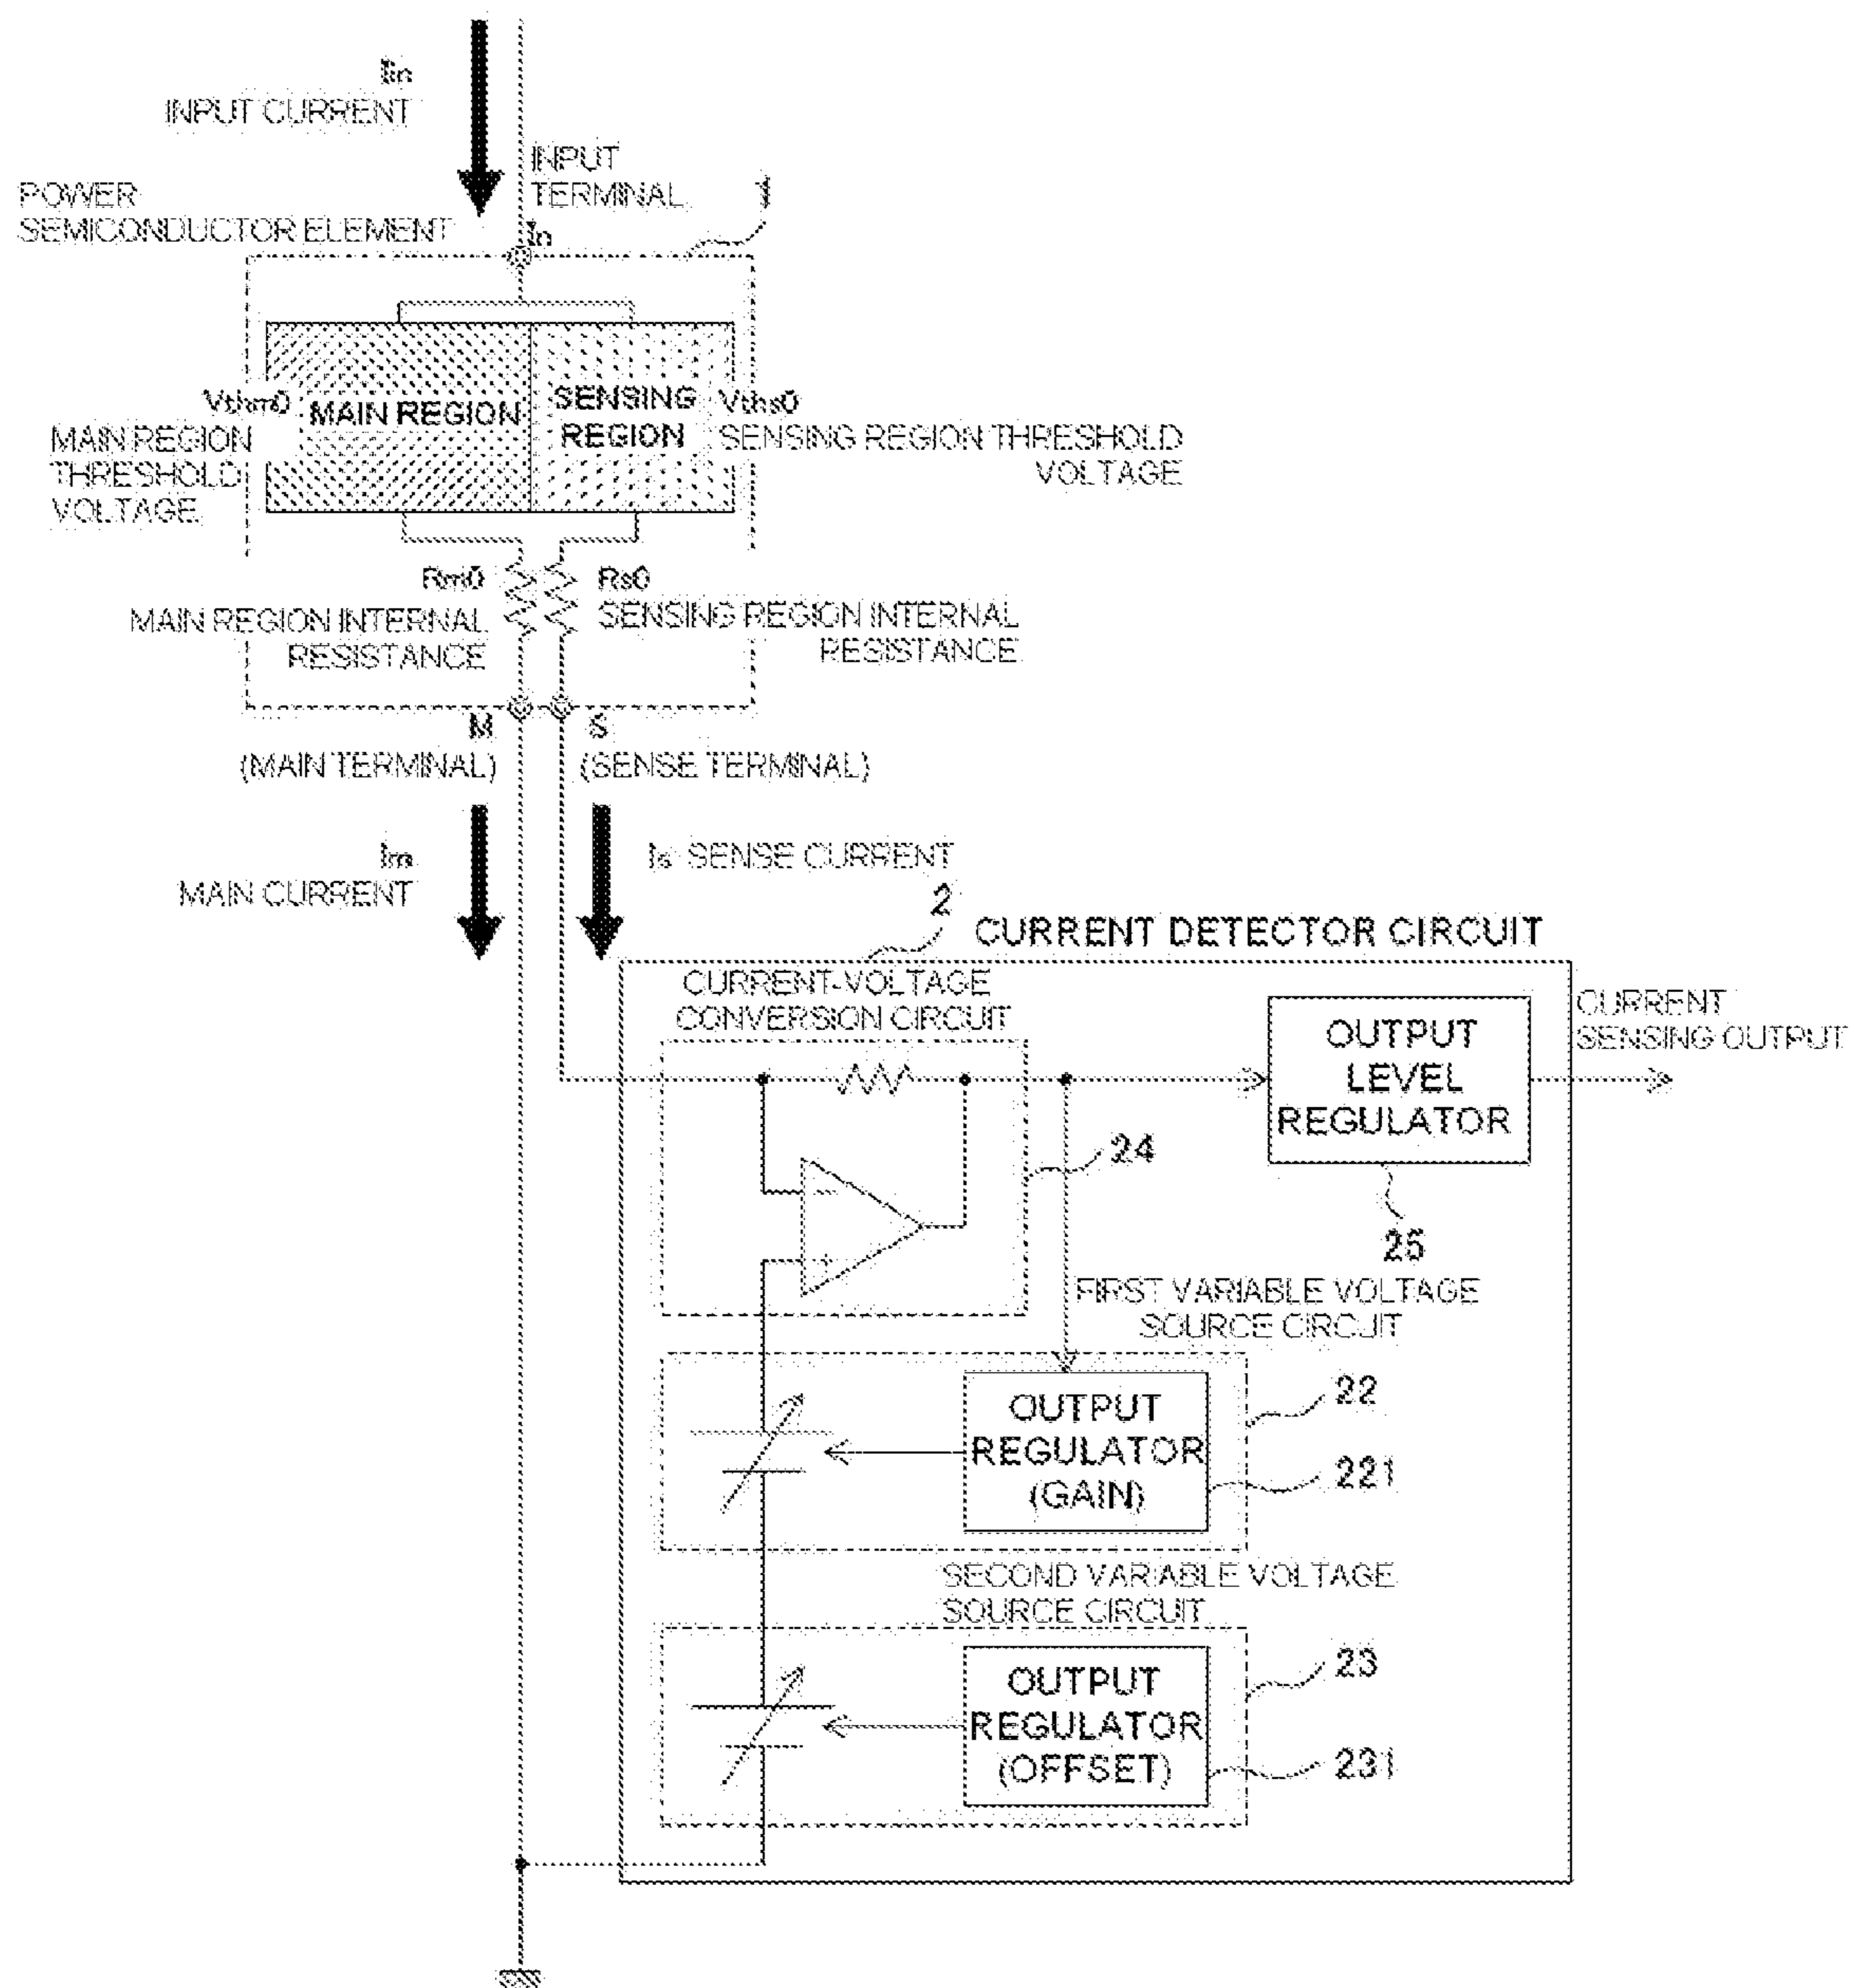 Iin
INPUT CURRENT
INPUT
TERMINAL
1
POWER
SEMICONDUCTOR ELEMENT
In
Vthm0
MAIN REGION
SENSING
REGION
Vths0
MAIN REGION
THRESHOLD
VOLTAGE
SENSING REGION THRESHOLD
VOLTAGE
Rm0
MAIN REGION INTERNAL
RESISTANCE
Rs0
SENSING REGION INTERNAL
RESISTANCE
M
(MAIN TERMINAL)
S
(SENSE TERMINAL)
Im
MAIN CURRENT
Is SENSE CURRENT
2
CURRENT DETECTOR CIRCUIT
CURRENT-VOLTAGE
CONVERSION CIRCUIT
OUTPUT
LEVEL
REGULATOR
CURRENT
SENSING OUTPUT
24
25
-
+
FIRST VARIABLE VOLTAGE
SOURCE CIRCUIT
OUTPUT
REGULATOR
(GAIN)
22
221
SECOND VARIABLE VOLTAGE
SOURCE CIRCUIT
OUTPUT
REGULATOR
(OFFSET)
23
231